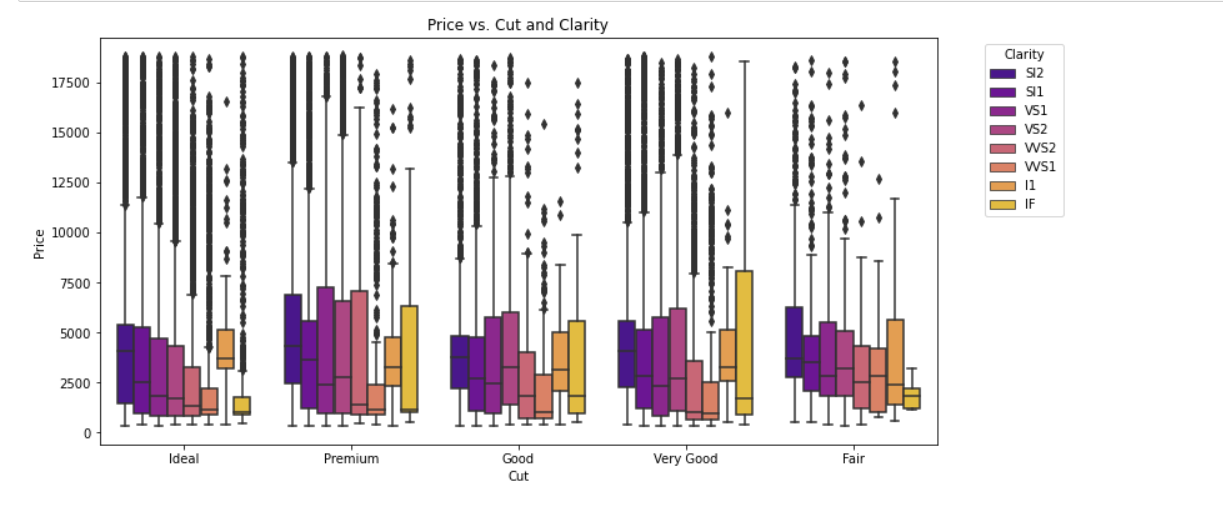 Price vs. Cut and Clarity
Price
17500
15000
12500
10000
7500
5000
2500
0
Ideal
Premium
Good
Very Good
Fair
Cut
Clarity
SI2
SI1
VS1
VS2
VVS2
VVS1
I1
IF